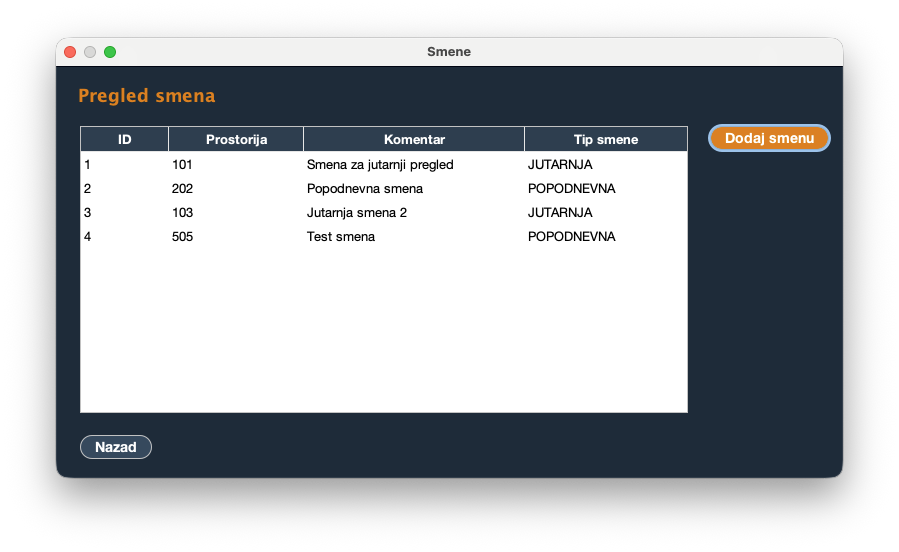 Smene
Pregled smena
ID Prostorija Komentar Tip smene Dodaj smenu
1 101 Smena za jutarnji pregled JUTARNJA
2 202 Popodnevna smena POPODNEVNA
3 103 Jutarnja smena 2 JUTARNJA
4 505 Test smena POPODNEVNA
Nazad